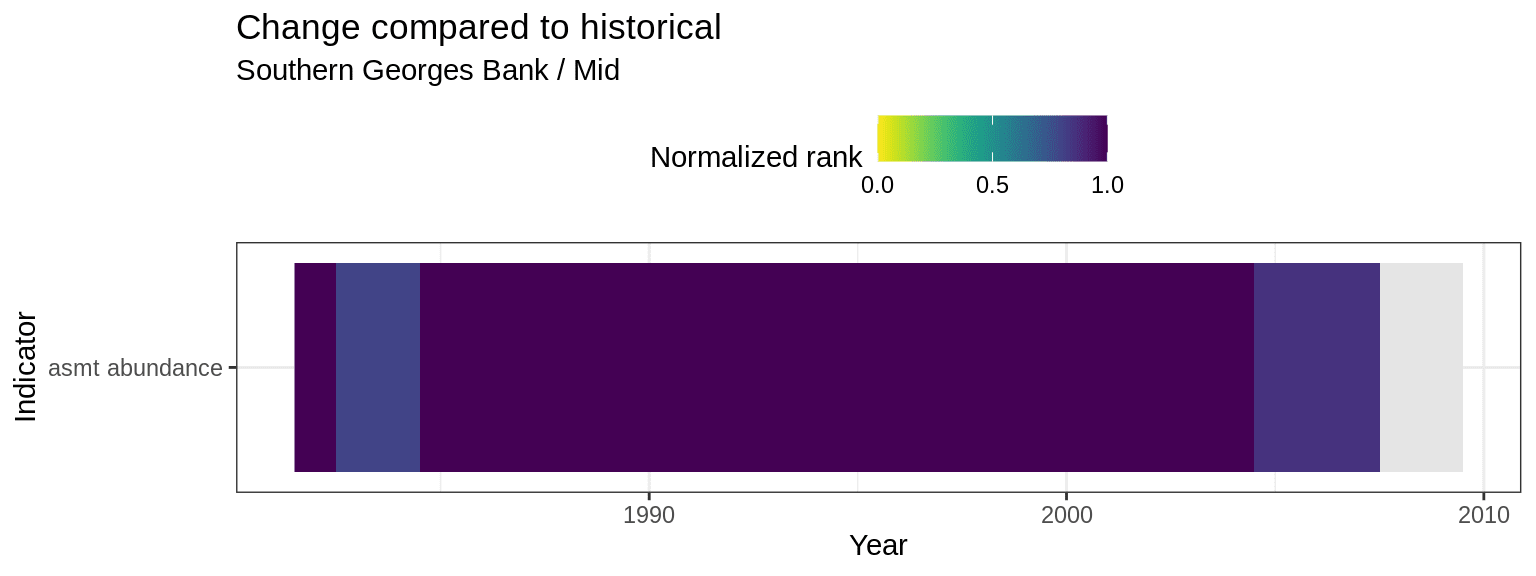 Change compared to historical
Southern Georges Bank / Mid
Normalized rank
0.0 0.5 1.0
Indicator
asmt abundance
1990 2000 2010
Year